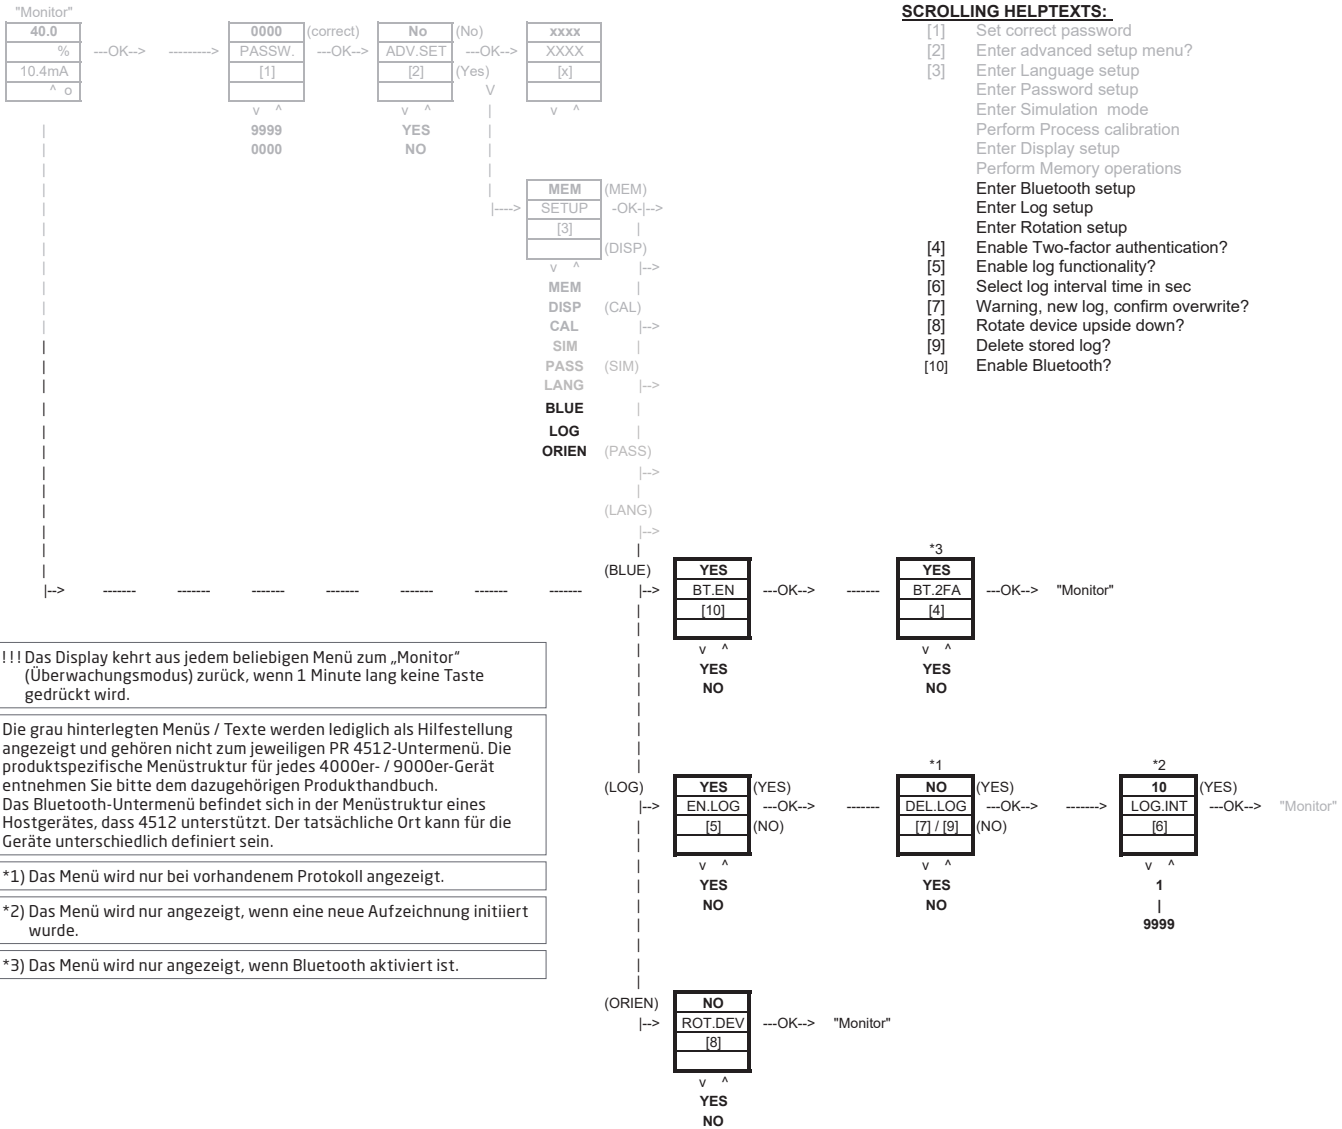 "Monitor"
40.0 0000 (correct) No (No) xxxx
% ---OK--> ---------> PASSW. ---OK--> ADV.SET ---OK--> XXXX
10.4mA [1] [2] (Yes) [x]
^ o V
v ^ v ^ | v ^
9999 YES
0000 NO
MEM (MEM)
|----> SETUP -OK-|-->
[3] |
(DISP)
v ^ |-->
MEM |
DISP (CAL)
CAL |-->
SIM |
PASS (SIM)
LANG |-->
BLUE |
LOG |
ORIEN (PASS)
|-->
|
(LANG)
|-->
SCROLLING HELPTEXTS:
[1] Set correct password
[2] Enter advanced setup menu?
[3] Enter Language setup
Enter Password setup
Enter Simulation mode
Perform Process calibration
Enter Display setup
Perform Memory operations
Enter Bluetooth setup
Enter Log setup
Enter Rotation setup
[4] Enable Two-factor authentication?
[5] Enable log functionality?
[6] Select log interval time in sec
[7] Warning, new log, confirm overwrite?
[8] Rotate device upside down?
[9] Delete stored log?
[10] Enable Bluetooth?
*3
(BLUE) YES YES
|--> ------- ------- ------- ------- ------- ------- ------- |--> BT.EN ---OK--> ------- BT.2FA ---OK--> "Monitor"
[10] [4]
v ^ v ^
YES YES
NO NO
!!! Das Display kehrt aus jedem beliebigen Menü zum „Monitor“
(Überwachungsmodus) zurück, wenn 1 Minute lang keine Taste
gedrückt wird.
Die grau hinterlegten Menüs / Texte werden lediglich als Hilfestellung
angezeigt und gehören nicht zum jeweiligen PR 4512-Untermenü. Die
produktspezifische Menüstruktur für jedes 4000er- / 9000er-Gerät
entnehmen Sie bitte dem dazugehörigen Produkthandbuch.
Das Bluetooth-Untermenü befindet sich in der Menüstruktur eines
Hostgerätes, dass 4512 unterstützt. Der tatsächliche Ort kann für die
Geräte unterschiedlich definiert sein.
*1) Das Menü wird nur bei vorhandenem Protokoll angezeigt.
*2) Das Menü wird nur angezeigt, wenn eine neue Aufzeichnung initiiert
wurde.
*3) Das Menü wird nur angezeigt, wenn Bluetooth aktiviert ist.
*1 *2
(LOG) YES (YES) NO (YES) 10 (YES)
|--> EN.LOG ---OK--> ------- DEL.LOG ---OK--> -------> LOG.INT ---OK--> "Monitor"
[5] (NO) [7] / [9] (NO) [6]
v ^ v ^ v ^
YES YES 1
NO NO |
9999
(ORIEN) NO
|--> ROT.DEV ---OK--> "Monitor"
[8]
v ^
YES
NO